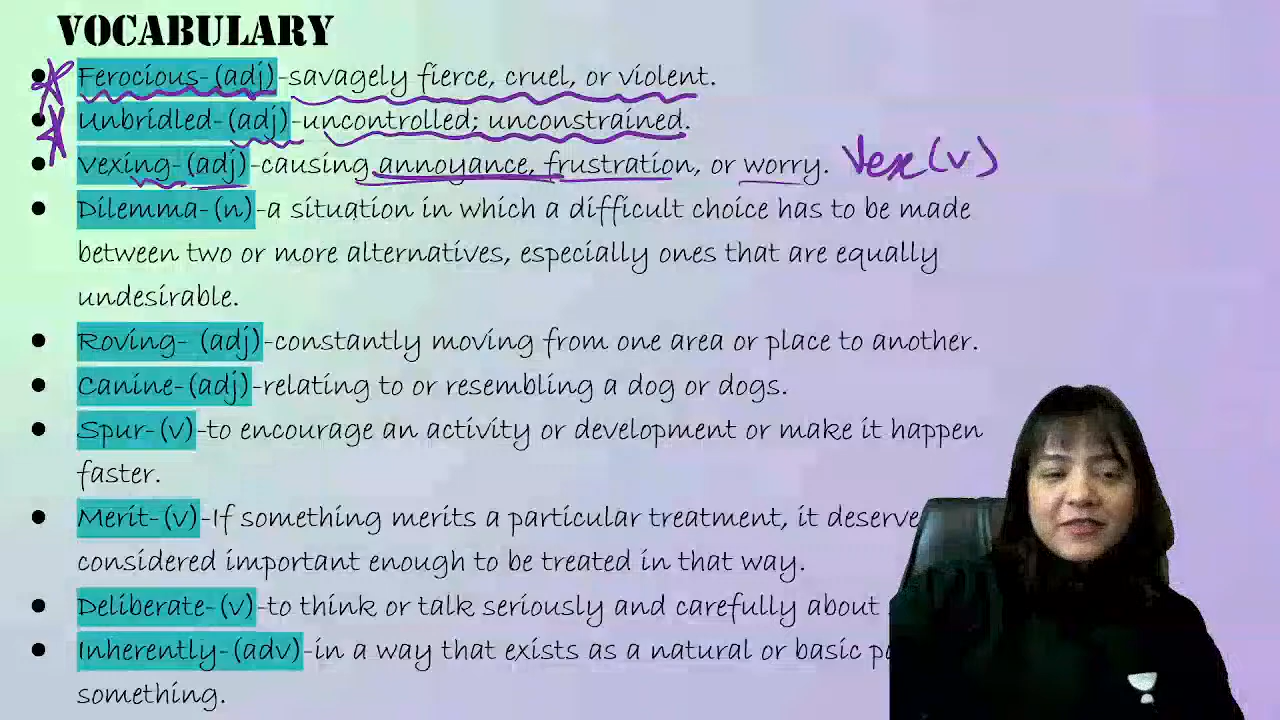 VOCABULARY
Ferocious-(adj)-savagely fierce, cruel, or violent.
Unbridled-(adj)-uncontrolled; unconstrained.
Vexing-(adj)-causing annoyance, frustration, or worry. Vex(v)
Dilemma-(n)-a situation in which a difficult choice has to be made
between two or more alternatives, especially ones that are equally
undesirable.
Roving- (adj)-constantly moving from one area or place to another.
Canine-(adj)-relating to or resembling a dog or dogs.
Spur-(v)-to encourage an activity or development or make it happen
faster.
Merit-(v)-If something merits a particular treatment, it deserve
considered important enough to be treated in that way.
Deliberate-(v)-to think or talk seriously and carefully about
Inherently-(adv)-in a way that exists as a natural or basic
something.